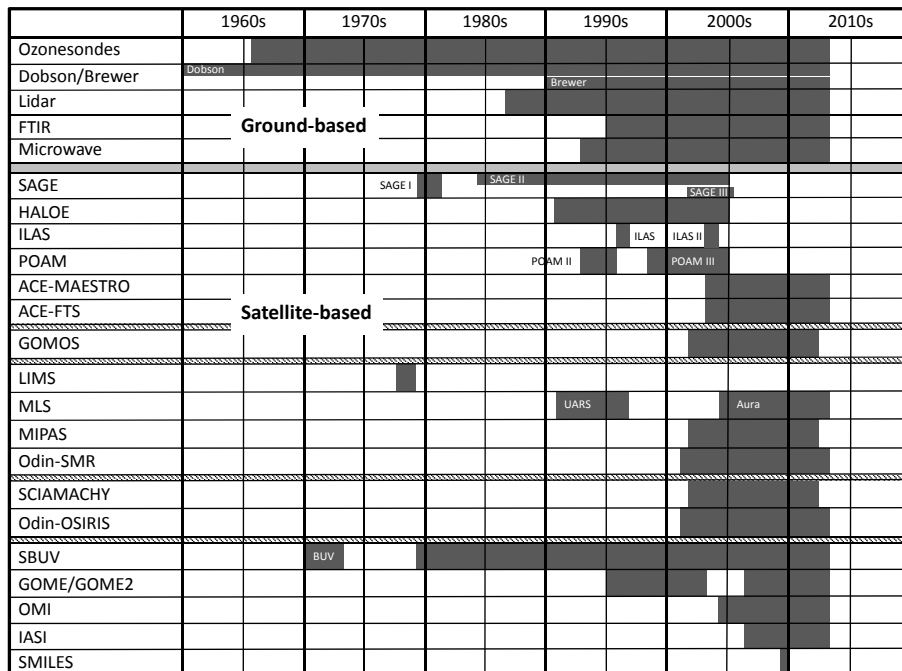 1960s 1970s 1980s 1990s 2000s 2010s
Ozonesondes
Dobson/Brewer Dobson
Brewer
Lidar
Ground-based
FTIR
Microwave
SAGE SAGE I SAGE II
SAGE III
HALOE
ILAS ILAS ILAS II
POAM POAM II POAM III
ACE-MAESTRO
Satellite-based
ACE-FTS
GOMOS
LIMS
MLS UARS Aura
MIPAS
Odin-SMR
SCIAMACHY
Odin-OSIRIS
SBUV BUV
GOME/GOME2
OMI
IASI
SMILES